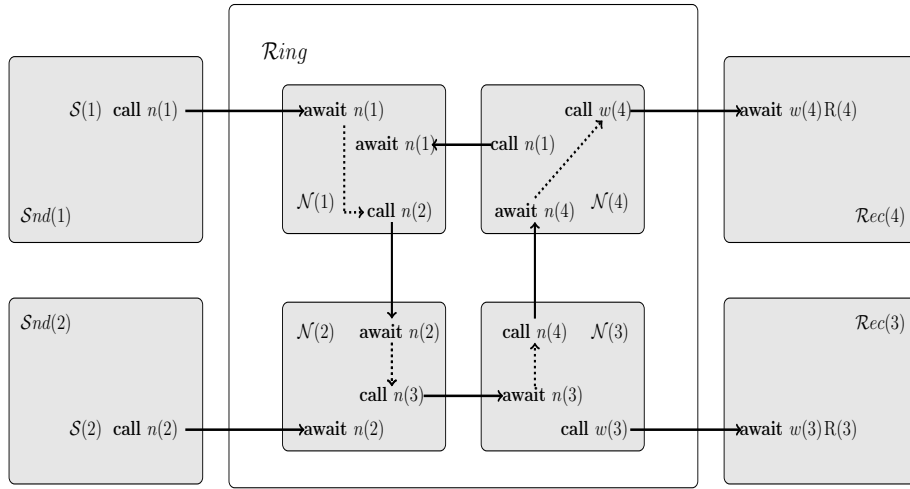 Ring
S(1) call n(1)
await n(1)
call w(4)
await w(4)R(4)
await n(1)
call n(1)
N(1)
call n(2)
await n(4)
N(4)
Snd(1)
Rec(4)
Snd(2)
N(2)
await n(2)
call n(4)
N(3)
Rec(3)
call n(3)
await n(3)
S(2) call n(2)
await n(2)
call w(3)
await w(3)R(3)